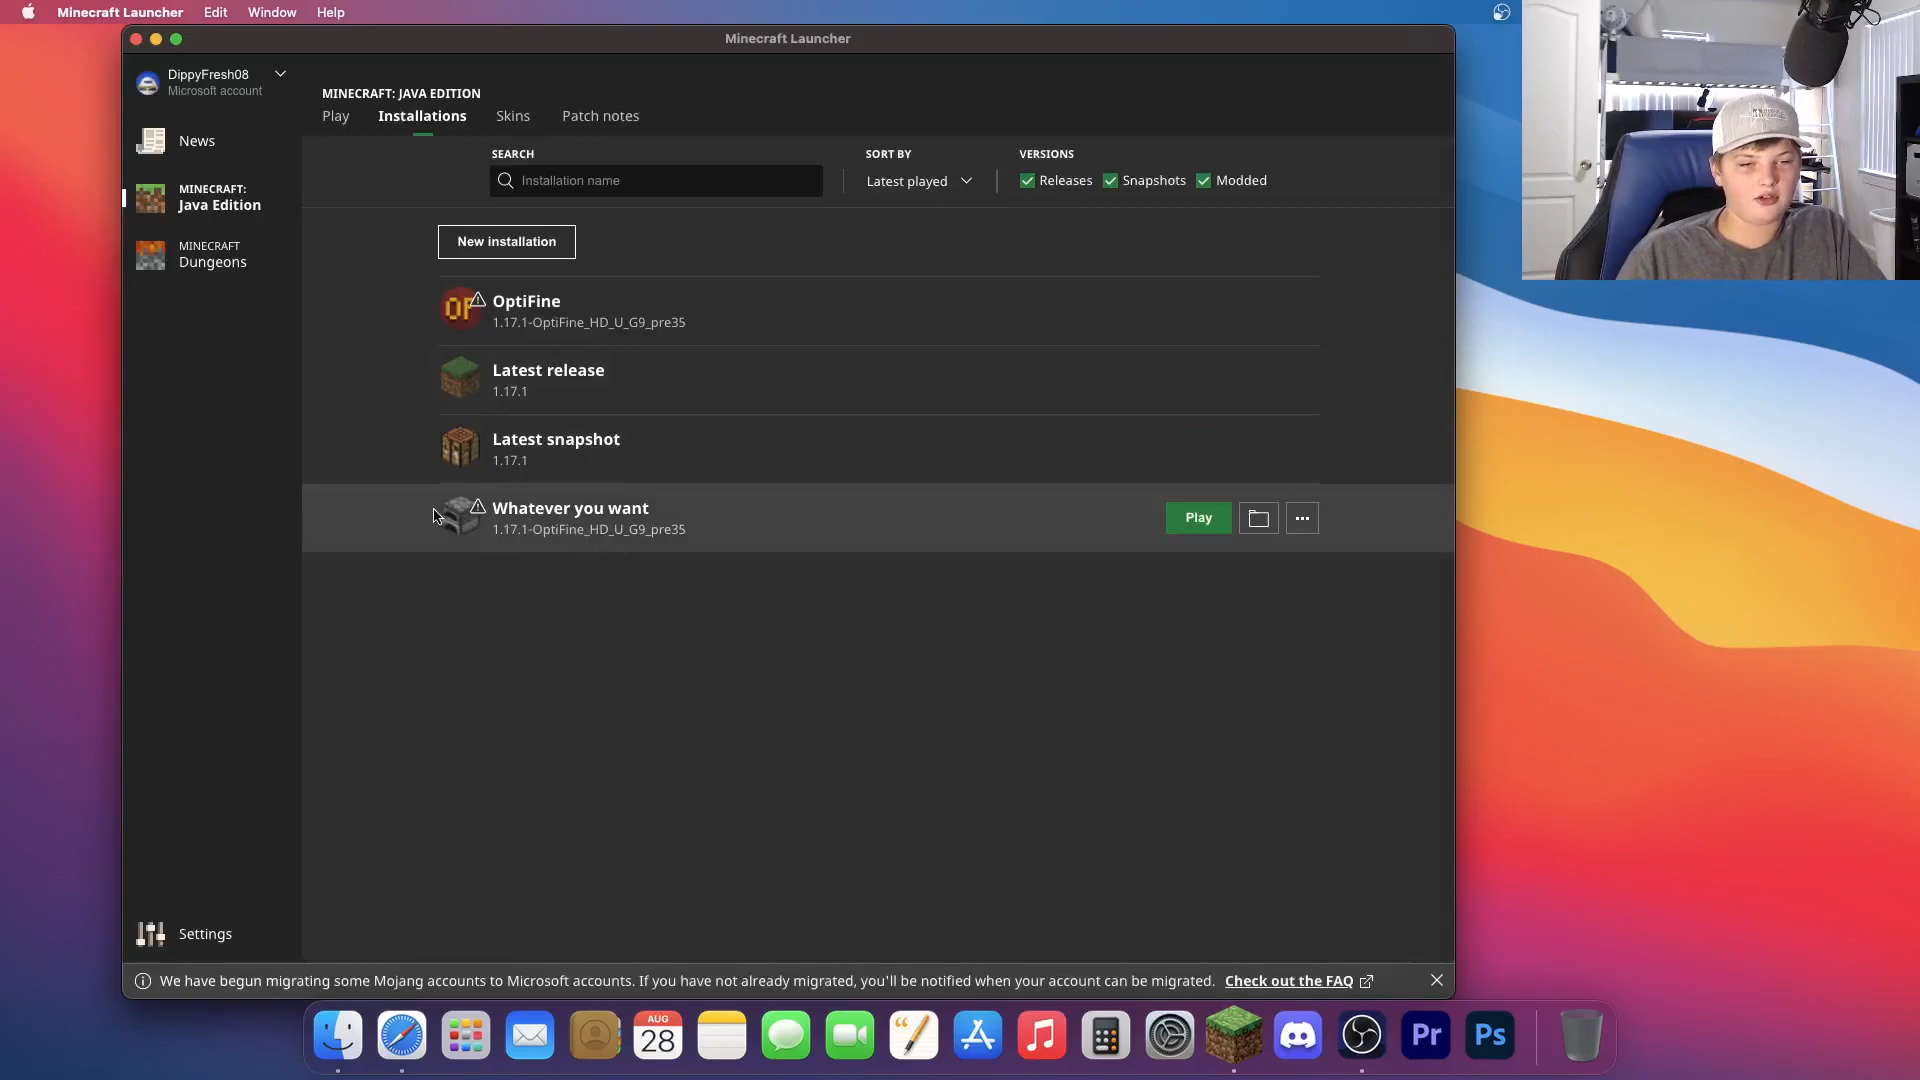 Minecraft Launcher Edit Window Help
Minecraft Launcher
DippyFresh08
Microsoft account
News
MINECRAFT:
Java Edition
MINECRAFT
Dungeons
Settings
MINECRAFT: JAVA EDITION
Play Installations Skins Patch notes
SEARCH SORT BY VERSIONS
Installation name Latest played Releases Snapshots Modded
New installation
OF
OptiFine
1.17.1-OptiFine_HD_U_G9_pre35
Latest release
1.17.1
Latest snapshot
1.17.1
Whatever you want
1.17.1-OptiFine_HD_U_G9_pre35
Play
We have begun migrating some Mojang accounts to Microsoft accounts. If you have not already migrated, you'll be notified when your account can be migrated. Check out the FAQ
AUG
28
Pr
Ps